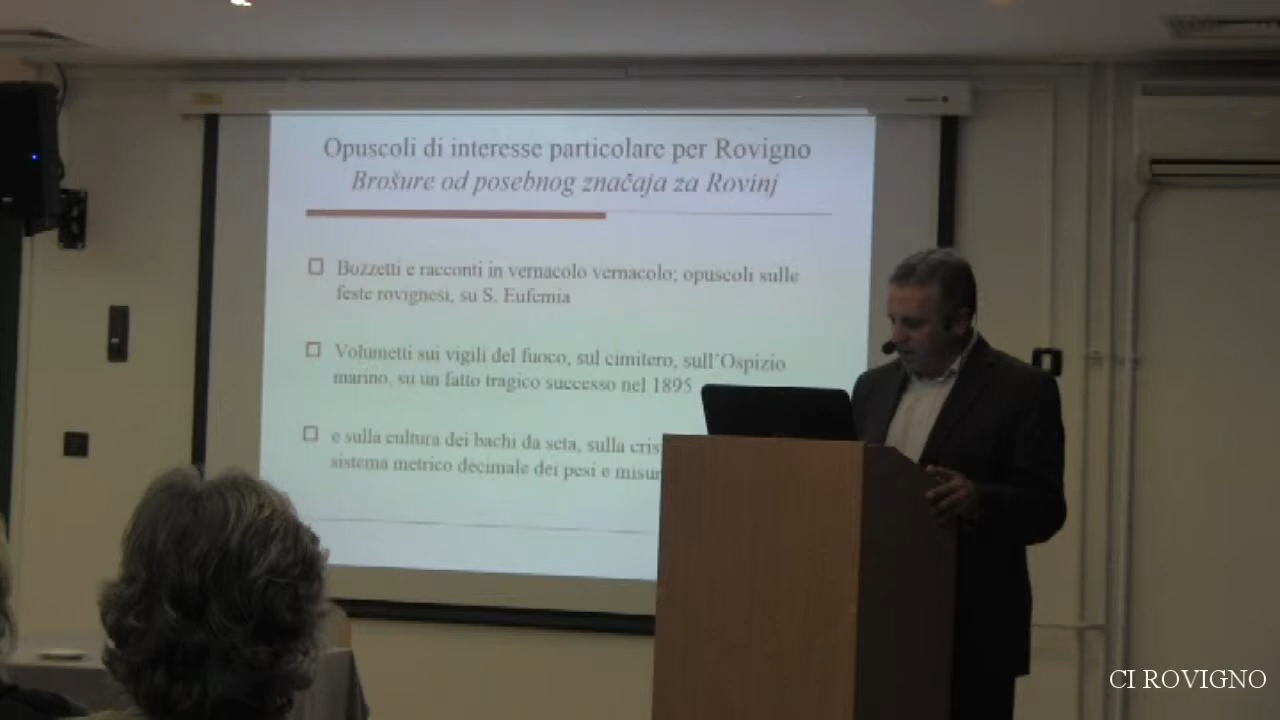 Opuscoli di interesse particolare per Rovigno
Brošure od posebnog značaja za Rovinj
Bozzetti e racconti in vernacolo vernacolo; opuscoli sulle
feste rovignesi, su S. Eufemia
Volumetti sui vigili del fuoco, sul cimitero, sull'Ospizio
marino, su un fatto tragico successo nel 1895
e sulla cultura dei bachi da seta, sulla cris
sistema metrico decimale dei pesi e misur
CI ROVIGNO